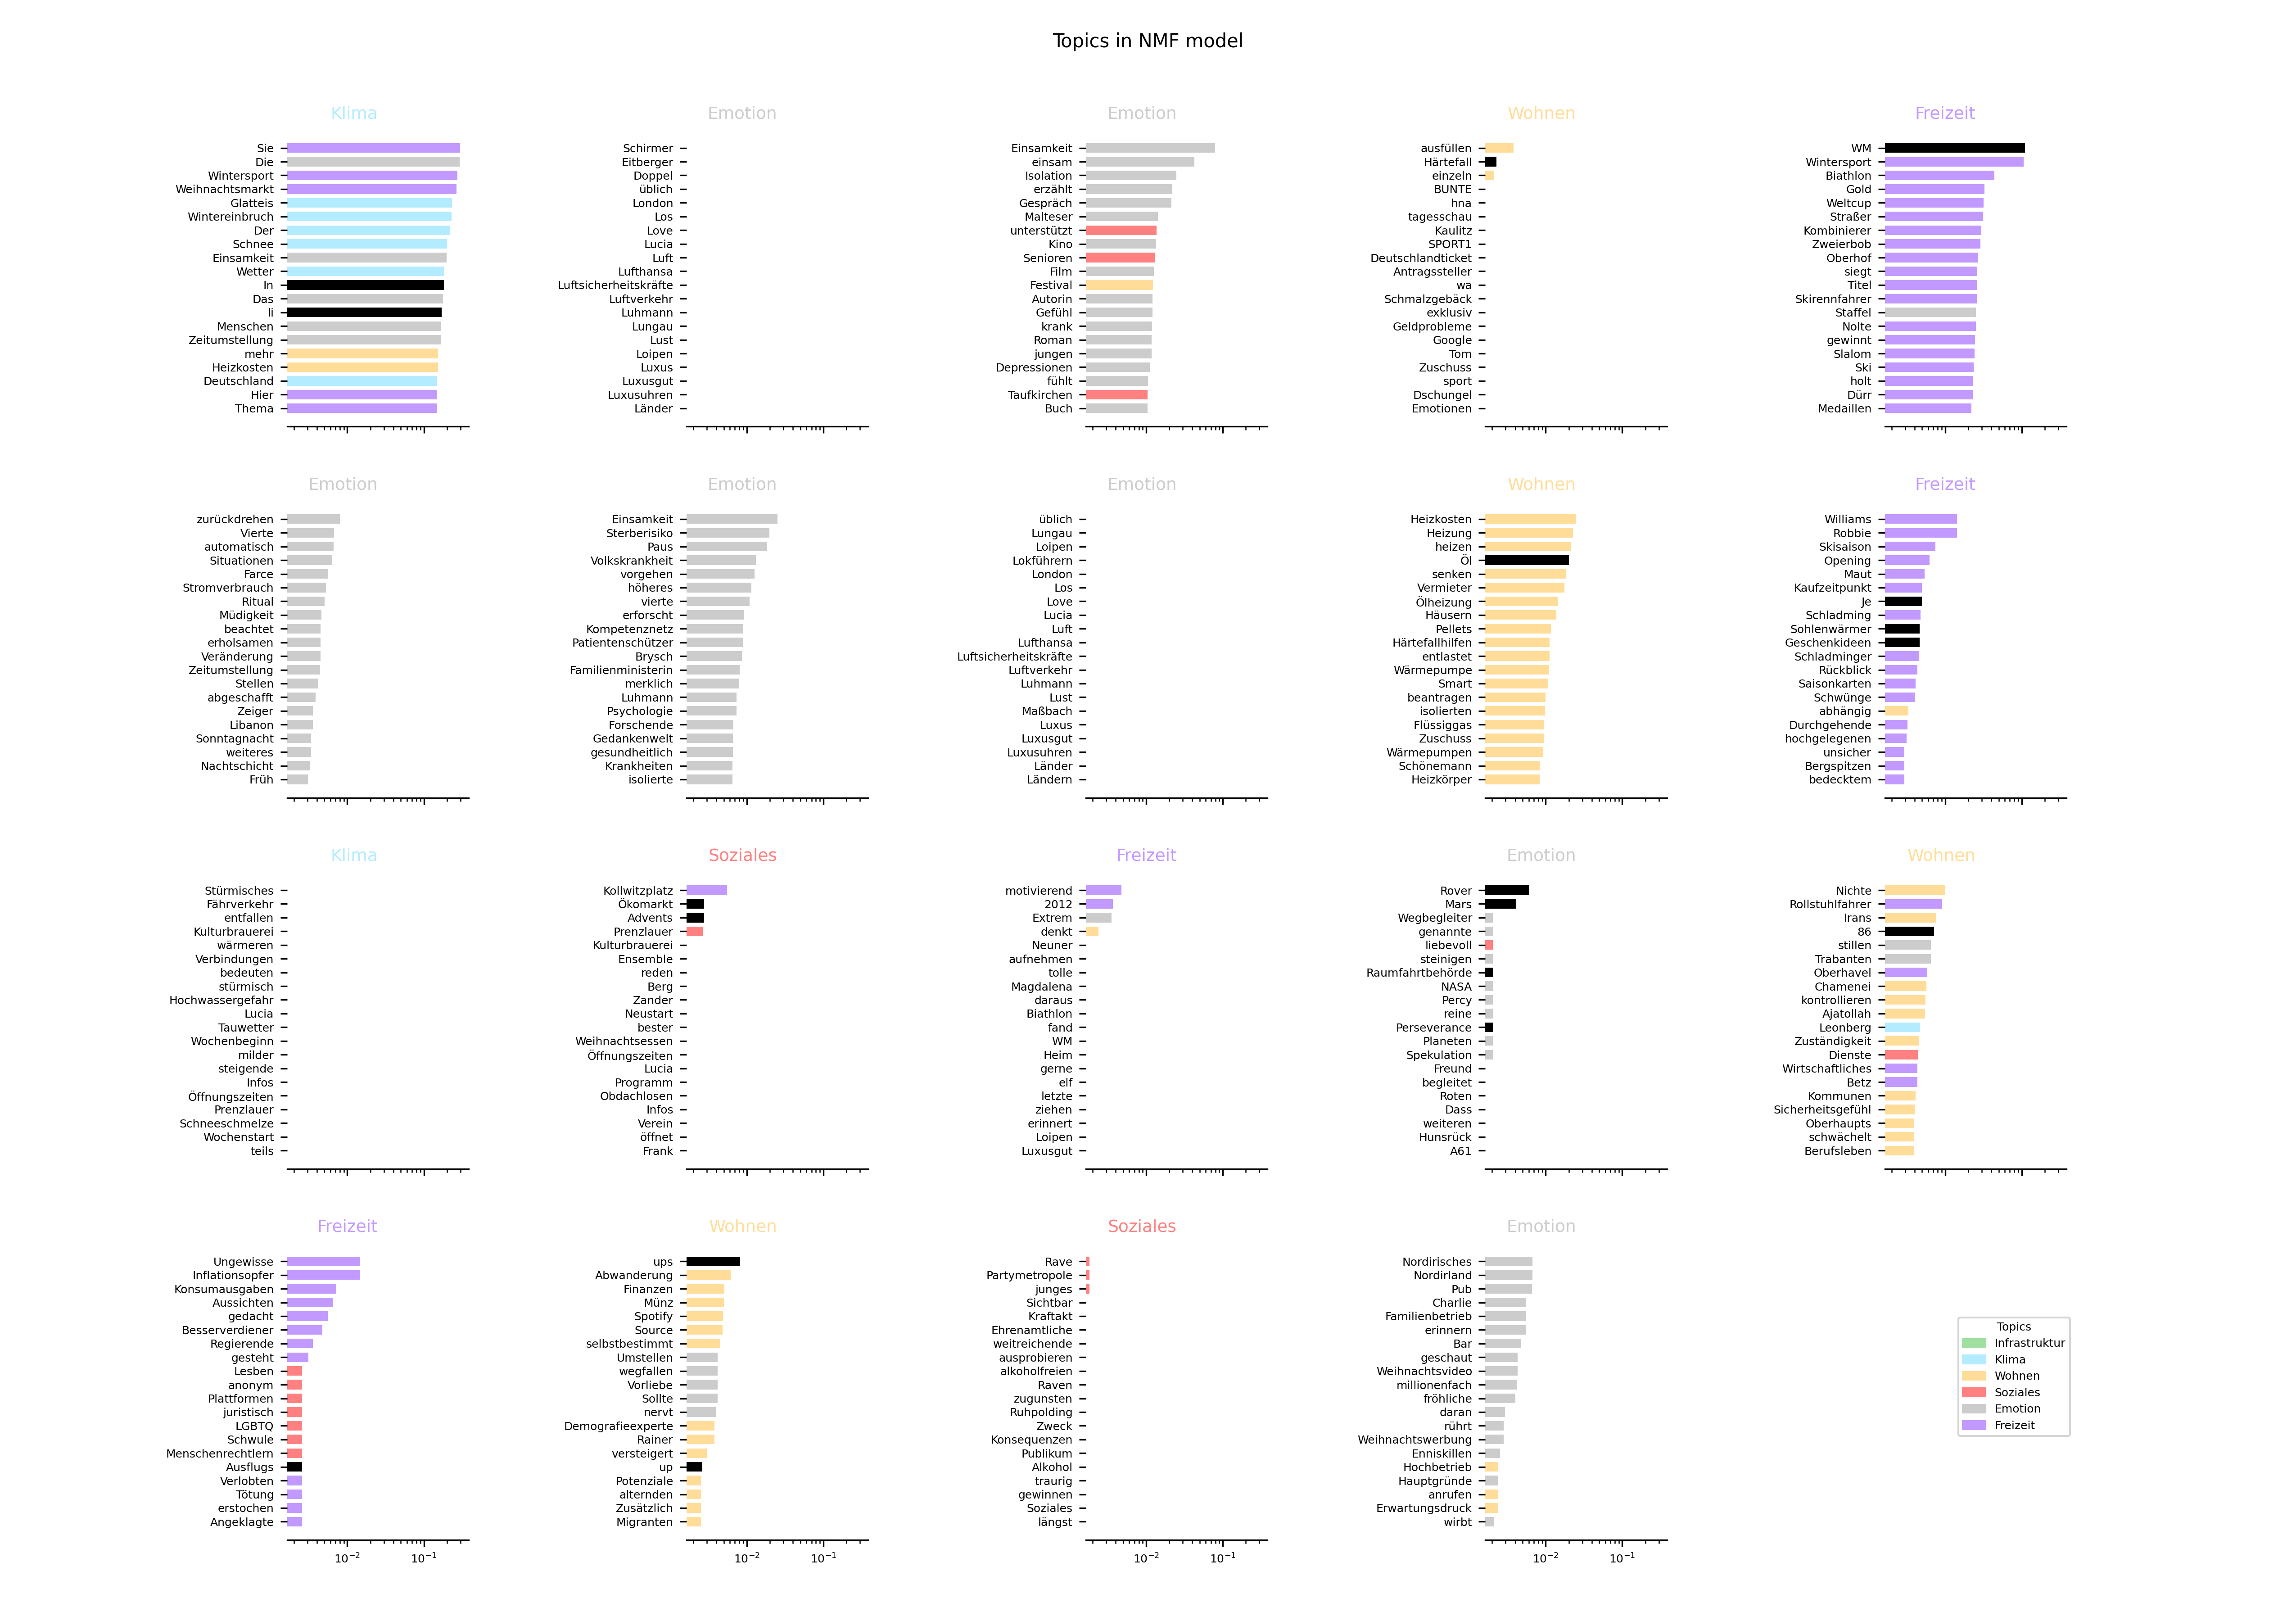 Topics in NMF model
Klima
Sie
Die
Wintersport
Weihnachtsmarkt
Glatteis
Wintereinbruch
Der
Schnee
Einsamkeit
Wetter
In
Das
li
Menschen
Zeitumstellung
mehr
Heizkosten
Deutschland
Hier
Thema
Emotion
Schirmer
Eitberger
Doppel
üblich
London
Los
Love
Lucia
Luft
Lufthansa
Luftsicherheitskräfte
Luftverkehr
Luhmann
Lungau
Lust
Loipen
Luxus
Luxusgut
Luxusuhren
Länder
Emotion
Einsamkeit
einsam
Isolation
erzählt
Gespräch
Malteser
unterstützt
Kino
Senioren
Film
Festival
Autorin
Gefühl
krank
Roman
jungen
Depressionen
fühlt
Taufkirchen
Buch
Wohnen
ausfüllen
Härtefall
einzeln
BUNTE
hna
tagesschau
Kaulitz
SPORT1
Deutschlandticket
Antragssteller
wa
Schmalzgebäck
exklusiv
Geldprobleme
Google
Tom
Zuschuss
sport
Dschungel
Emotionen
Freizeit
WM
Wintersport
Biathlon
Gold
Weltcup
Straßer
Kombinierer
Zweierbob
Oberhof
siegt
Titel
Skirennfahrer
Staffel
Nolte
gewinnt
Slalom
Ski
holt
Dürr
Medaillen
Emotion
zurückdrehen
Vierte
automatisch
Situationen
Farce
Stromverbrauch
Ritual
Müdigkeit
beachtet
erholsamen
Veränderung
Zeitumstellung
Stellen
abgeschafft
Zeiger
Libanon
Sonntagnacht
weiteres
Nachtschicht
Früh
Emotion
Einsamkeit
Sterberisiko
Paus
Volkskrankheit
vorgehen
höheres
vierte
erforscht
Kompetenznetz
Patientenschützer
Brysch
Familienministerin
merklich
Luhmann
Psychologie
Forschende
Gedankenwelt
gesundheitlich
Krankheiten
isolierte
Emotion
üblich
Lungau
Loipen
Lokführern
London
Los
Love
Lucia
Luft
Lufthansa
Luftsicherheitskräfte
Luftverkehr
Luhmann
Lust
Maßbach
Luxus
Luxusgut
Luxusuhren
Länder
Ländern
Wohnen
Heizkosten
Heizung
heizen
Öl
senken
Vermieter
Ölheizung
Häusern
Pellets
Härtefallhilfen
entlastet
Wärmepumpe
Smart
beantragen
isolierten
Flüssiggas
Zuschuss
Wärmepumpen
Schönemann
Heizkörper
Freizeit
Williams
Robbie
Skisaison
Opening
Maut
Kaufzeitpunkt
Je
Schladming
Sohlenwärmer
Geschenkideen
Schladminger
Rückblick
Saisonkarten
Schwünge
abhängig
Durchgehende
hochgelegenen
unsicher
Bergspitzen
bedecktem
Klima
Stürmisches
Fährverkehr
entfallen
Kulturbrauerei
wärmeren
Verbindungen
bedeuten
stürmisch
Hochwassergefahr
Lucia
Tauwetter
Wochenbeginn
milder
steigende
Infos
Öffnungszeiten
Prenzlauer
Schneeschmelze
Wochenstart
teils
Soziales
Kollwitzplatz
Ökomarkt
Advents
Prenzlauer
Kulturbrauerei
Ensemble
reden
Berg
Zander
Neustart
bester
Weihnachtsessen
Öffnungszeiten
Lucia
Programm
Obdachlosen
Infos
Verein
öffnet
Frank
Freizeit
motivierend
2012
Extrem
denkt
Neuner
aufnehmen
tolle
Magdalena
daraus
Biathlon
fand
WM
Heim
gerne
elf
letzte
ziehen
erinnert
Loipen
Luxusgut
Emotion
Rover
Mars
Wegbegleiter
genannte
liebevoll
steinigen
Raumfahrtbehörde
NASA
Percy
reine
Perseverance
Planeten
Spekulation
Freund
begleitet
Roten
Dass
weiteren
Hunsrück
A61
Wohnen
Nichte
Rollstuhlfahrer
Irans
86
stillen
Trabanten
Oberhavel
Chamenei
kontrollieren
Ajatollah
Leonberg
Zuständigkeit
Dienste
Wirtschaftliches
Betz
Kommunen
Sicherheitsgefühl
Oberhaupts
schwächelt
Berufsleben
Freizeit
Ungewisse
Inflationsopfer
Konsumausgaben
Aussichten
gedacht
Besserverdiener
Regierende
gesteht
Lesben
anonym
Plattformen
juristisch
LGBTQ
Schwule
Menschenrechtlern
Ausflugs
Verlobten
Tötung
erstochen
Angeklagte
10⁻² 10⁻¹
Wohnen
ups
Abwanderung
Finanzen
Münz
Spotify
Source
selbstbestimmt
Umstellen
wegfallen
Vorliebe
Sollte
nervt
Demografieexperte
Rainer
versteigert
up
Potenziale
alternden
Zusätzlich
Migranten
10⁻² 10⁻¹
Soziales
Rave
Partymetropole
junges
Sichtbar
Kraftakt
Ehrenamtliche
weitreichende
ausprobieren
alkoholfreien
Raven
zugunsten
Ruhpolding
Zweck
Konsequenzen
Publikum
Alkohol
traurig
gewinnen
Soziales
längst
10⁻² 10⁻¹
Emotion
Nordirisches
Nordirland
Pub
Charlie
Familienbetrieb
erinnern
Bar
geschaut
Weihnachtsvideo
millionenfach
fröhliche
daran
rührt
Weihnachtswerbung
Enniskillen
Hochbetrieb
Hauptgründe
anrufen
Erwartungsdruck
wirbt
10⁻² 10⁻¹
Topics
Infrastruktur
Klima
Wohnen
Soziales
Emotion
Freizeit